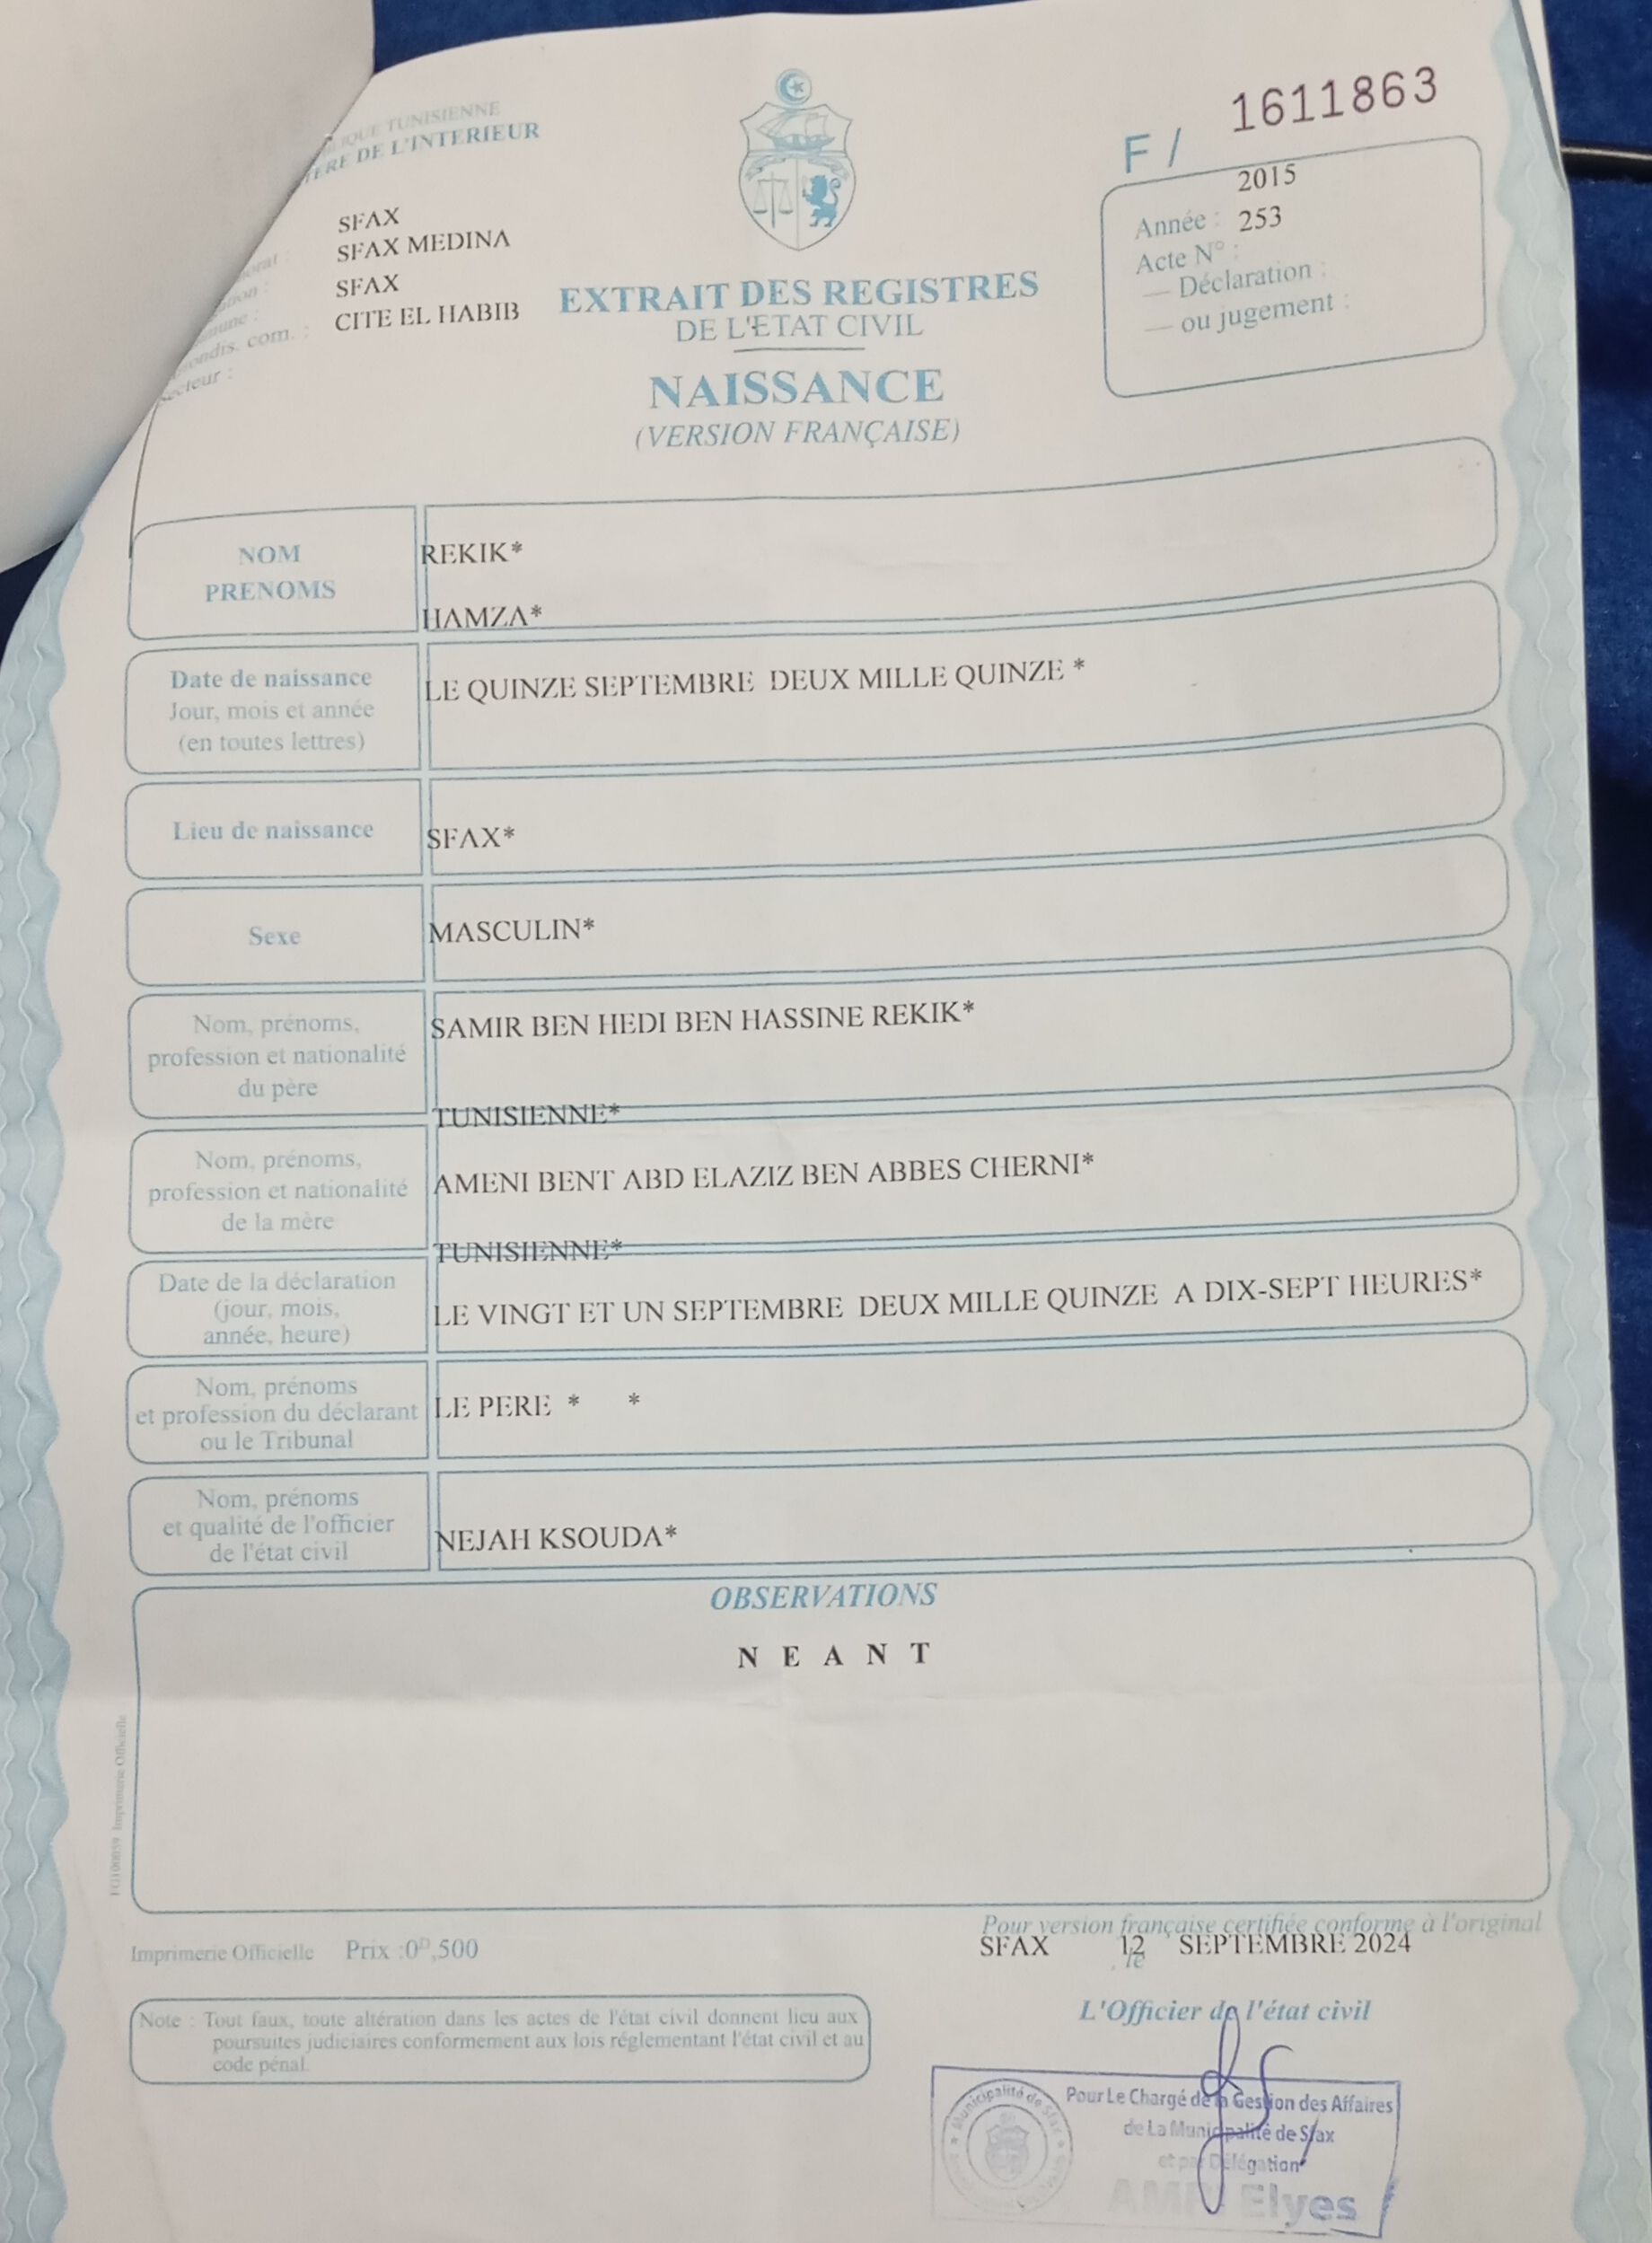 F / 1611863
TUNISIENNE
DE L'INTERIEUR
SFAX
SFAX MEDINA
SFAX
CITE EL HABIB
com. :
2015
Année : 253
Acte N° :
— Déclaration :
— ou jugement :
EXTRAIT DES REGISTRES
DE L'ETAT CIVIL
NAISSANCE
(VERSION FRANÇAISE)
NOM
PRENOMS
REKIK*
HAMZA*
Date de naissance
Jour, mois et année
(en toutes lettres)
LE QUINZE SEPTEMBRE DEUX MILLE QUINZE *
Lieu de naissance
SFAX*
Sexe
MASCULIN*
Nom, prénoms,
profession et nationalité
du père
SAMIR BEN HEDI BEN HASSINE REKIK*
TUNISIENNE*
Nom, prénoms,
profession et nationalité
de la mère
AMENI BENT ABD ELAZIZ BEN ABBES CHERNI*
TUNISIENNE*
Date de la déclaration
(jour, mois,
année, heure)
LE VINGT ET UN SEPTEMBRE DEUX MILLE QUINZE A DIX-SEPT HEURES*
Nom, prénoms
et profession du déclarant
ou le Tribunal
LE PERE * *
Nom, prénoms
et qualité de l'officier
de l'état civil
NEJAH KSOUDA*
OBSERVATIONS
N E A N T
Imprimerie Officielle
Imprimerie Officielle Prix :0D,500
Pour version française certifiée conforme à l'original
SFAX le 12 SEPTEMBRE 2024
Note : Tout faux, toute altération dans les actes de l'état civil donnent lieu aux
poursuites judiciaires conformement aux lois réglementant l'état civil et au
code pénal.
L'Officier de l'état civil
Municipalité de Sfax
Pour Le Chargé de la Gestion des Affaires
de La Municipalité de Sfax
et par Délégation
Elyes